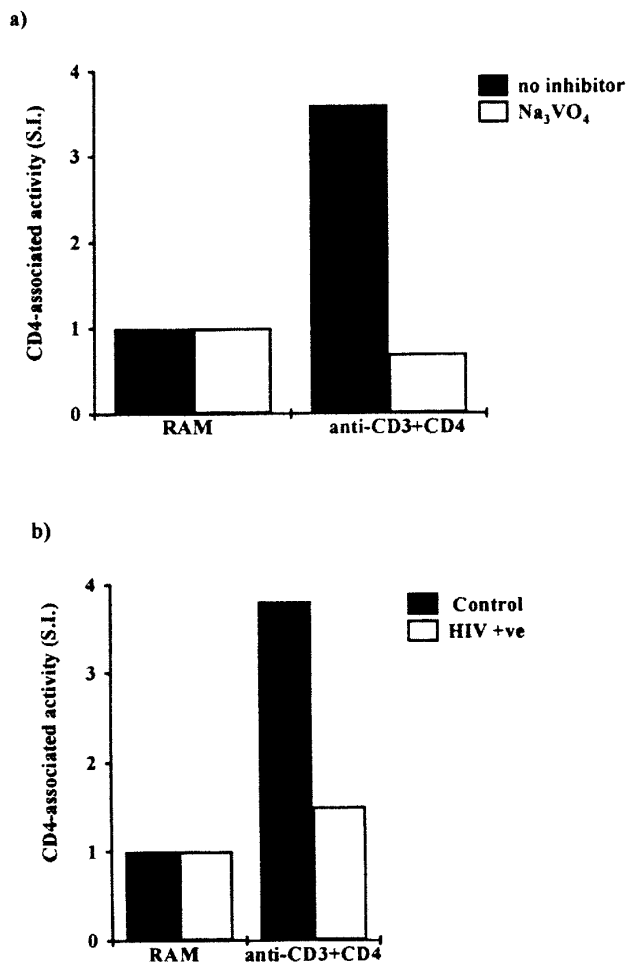 a)
CD4-associated activity (S.I.)
4
3
2
1
0
RAM
anti-CD3+CD4
no inhibitor
Na₃VO₄
b)
CD4-associated activity (S.I.)
4
3
2
1
0
RAM
anti-CD3+CD4
Control
HIV +ve